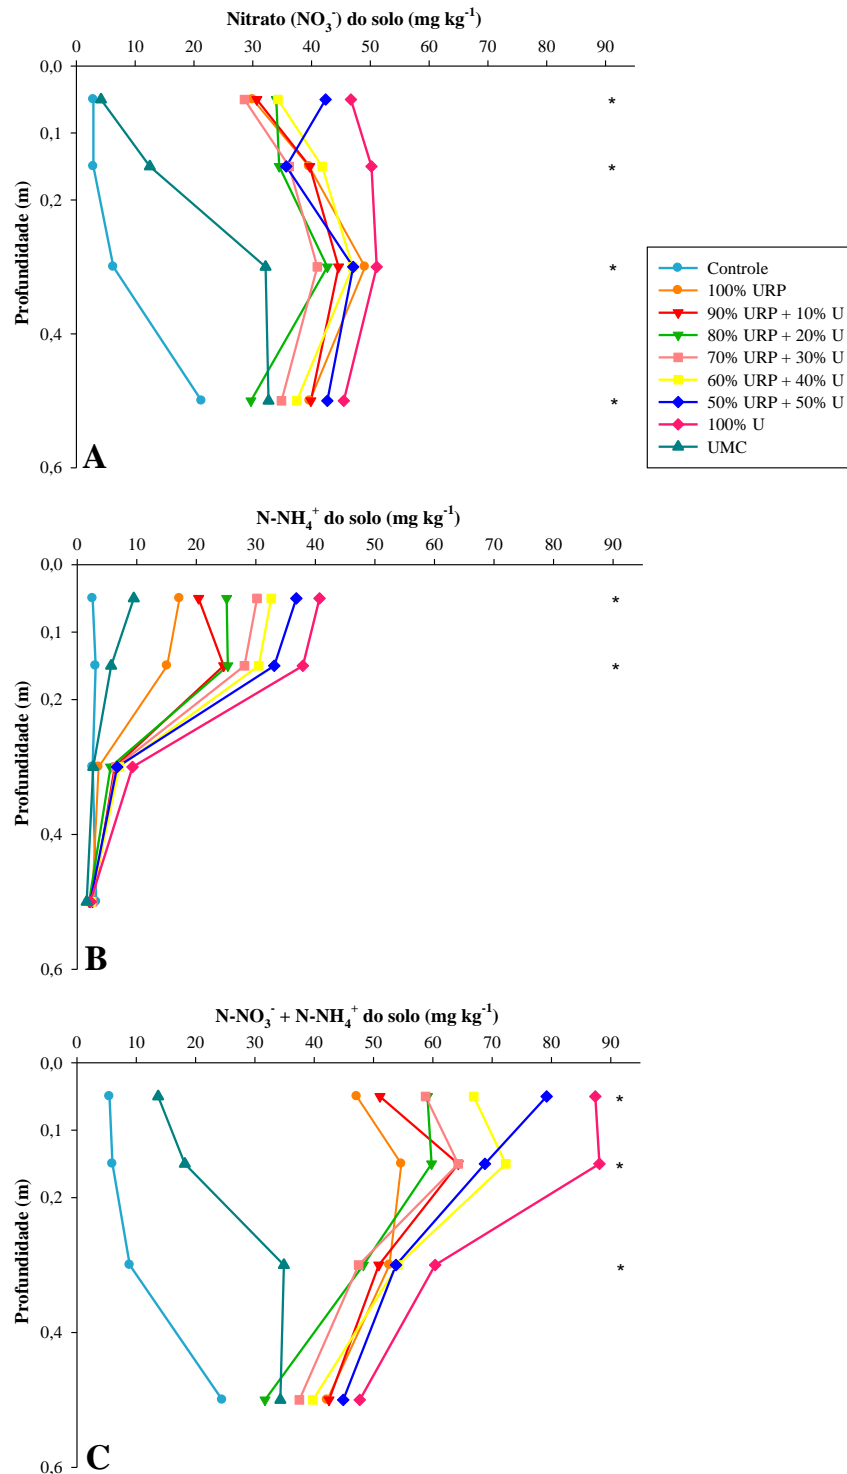 Nitrato (NO₃⁻) do solo (mg kg⁻¹)
0 10 20 30 40 50 60 70 80 90
Profundidade (m)
0,0
*
0,1
*
0,2
*
0,4
*
0,6
A
Controle
100% URP
90% URP + 10% U
80% URP + 20% U
70% URP + 30% U
60% URP + 40% U
50% URP + 50% U
100% U
UMC
N-NH₄⁺ do solo (mg kg⁻¹)
0 10 20 30 40 50 60 70 80 90
Profundidade (m)
0,0
*
0,1
*
0,2
0,4
0,6
B
N-NO₃⁻ + N-NH₄⁺ do solo (mg kg⁻¹)
0 10 20 30 40 50 60 70 80 90
Profundidade (m)
0,0
*
0,1
*
0,2
*
0,4
0,6
C